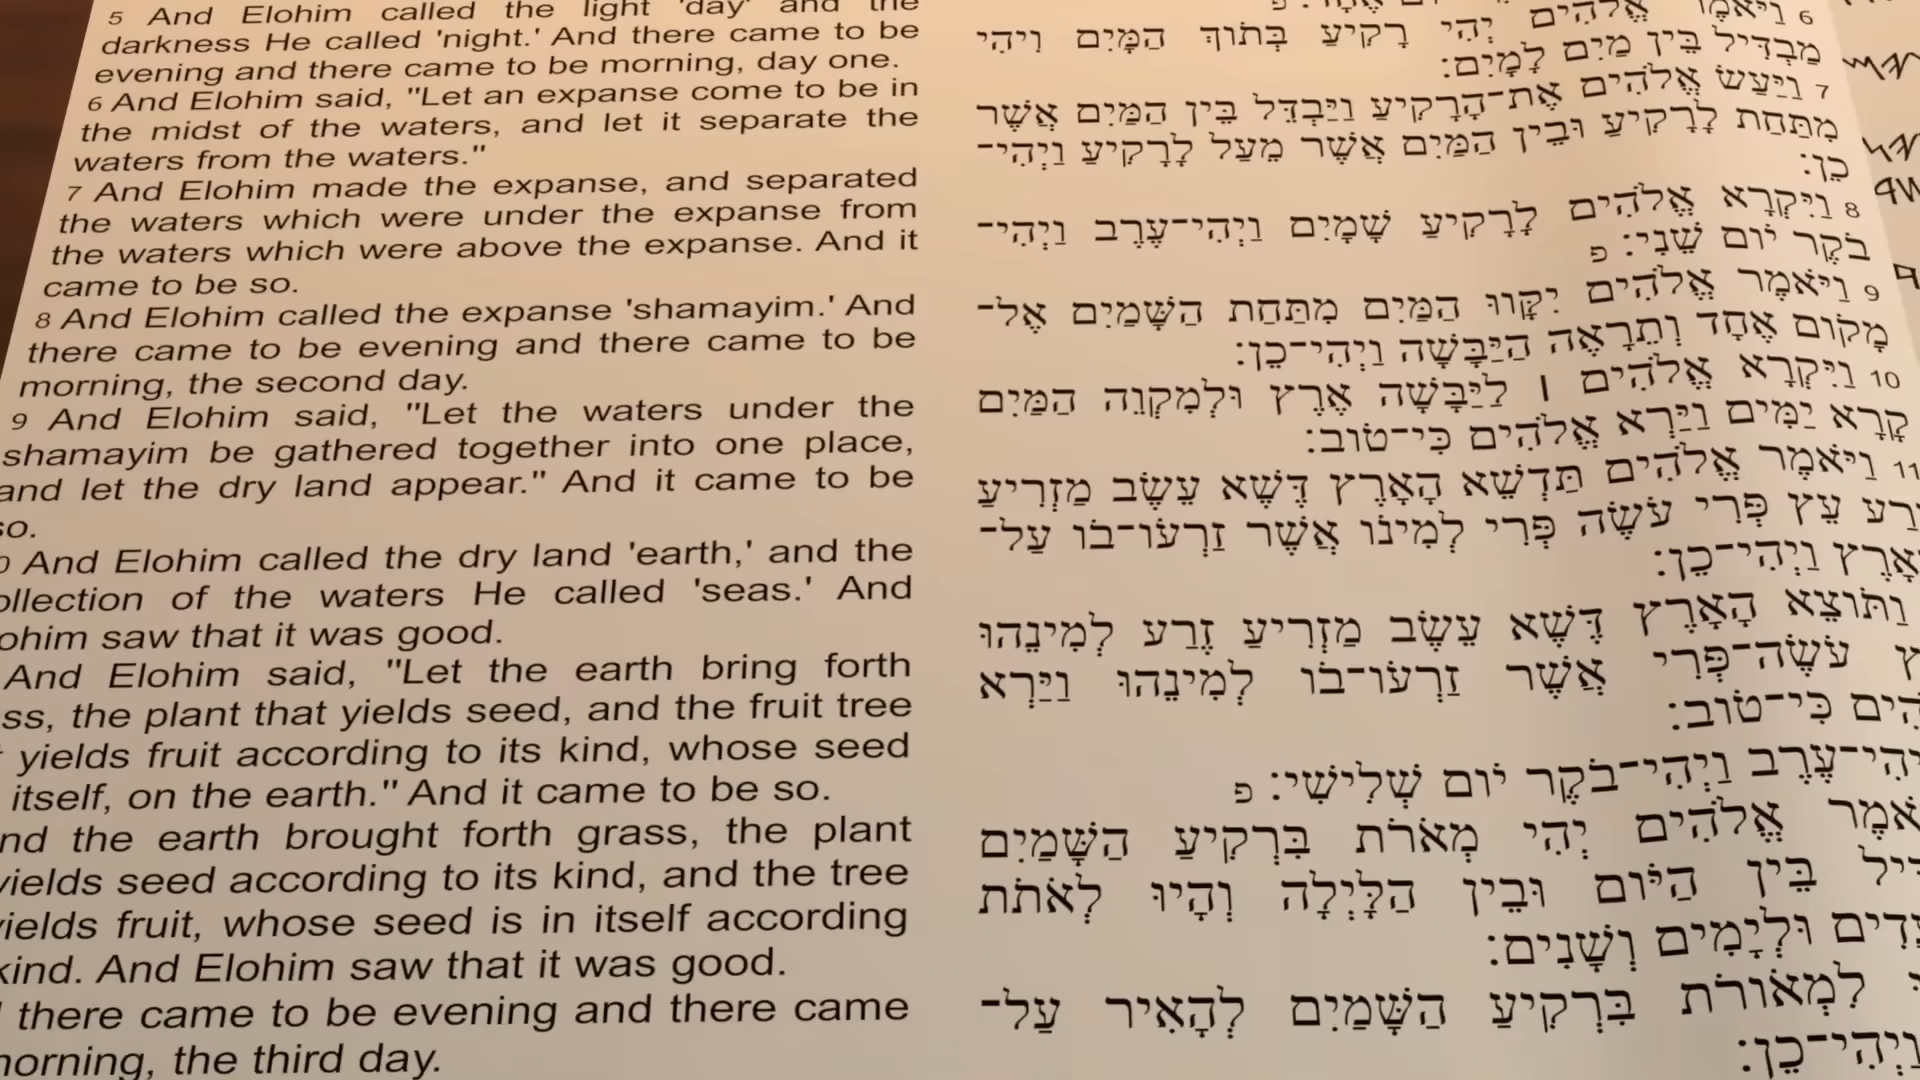 5 And Elohim called the light 'day' and the
darkness He called 'night.' And there came to be
evening and there came to be morning, day one.
6 And Elohim said, "Let an expanse come to be in
the midst of the waters, and let it separate the
waters from the waters."
7 And Elohim made the expanse, and separated
the waters which were under the expanse from
the waters which were above the expanse. And it
came to be so.
8 And Elohim called the expanse 'shamayim.' And
there came to be evening and there came to be
morning, the second day.
9 And Elohim said, "Let the waters under the
shamayim be gathered together into one place,
and let the dry land appear." And it came to be
so.
0 And Elohim called the dry land 'earth,' and the
ollection of the waters He called 'seas.' And
ohim saw that it was good.
And Elohim said, "Let the earth bring forth
ss, the plant that yields seed, and the fruit tree
yields fruit according to its kind, whose seed
itself, on the earth." And it came to be so.
nd the earth brought forth grass, the plant
yields seed according to its kind, and the tree
yields fruit, whose seed is in itself according
kind. And Elohim saw that it was good.
there came to be evening and there came
morning, the third day.
6 וַיֹּאמֶר אֱלֹהִים יְהִי רָקִיעַ בְּתוֹךְ הַמָּיִם וִיהִי
מַבְדִּיל בֵּין מַיִם לָמָיִם׃
7 וַיַּעַשׂ אֱלֹהִים אֶת־הָרָקִיעַ וַיַּבְדֵּל בֵּין הַמַּיִם אֲשֶׁר
מִתַּחַת לָרָקִיעַ וּבֵין הַמַּיִם אֲשֶׁר מֵעַל לָרָקִיעַ וַיְהִי־
כֵן׃
8 וַיִּקְרָא אֱלֹהִים לָרָקִיעַ שָׁמָיִם וַיְהִי־עֶרֶב וַיְהִי־
בֹקֶר יוֹם שֵׁנִי׃ פ
9 וַיֹּאמֶר אֱלֹהִים יִקָּווּ הַמַּיִם מִתַּחַת הַשָּׁמַיִם אֶל־
מָקוֹם אֶחָד וְתֵרָאֶה הַיַּבָּשָׁה וַיְהִי־כֵן׃
10 וַיִּקְרָא אֱלֹהִים ׀ לַיַּבָּשָׁה אֶרֶץ וּלְמִקְוֵה הַמַּיִם
קָרָא יַמִּים וַיַּרְא אֱלֹהִים כִּי־טוֹב׃
11 וַיֹּאמֶר אֱלֹהִים תַּדְשֵׁא הָאָרֶץ דֶּשֶׁא עֵשֶׂב מַזְרִיעַ
רַע עֵץ פְּרִי עֹשֶׂה פְּרִי לְמִינוֹ אֲשֶׁר זַרְעוֹ־בוֹ עַל־
אָרֶץ וַיְהִי־כֵן׃
וַתּוֹצֵא הָאָרֶץ דֶּשֶׁא עֵשֶׂב מַזְרִיעַ זֶרַע לְמִינֵהוּ
ץ עֹשֶׂה־פְּרִי אֲשֶׁר זַרְעוֹ־בוֹ לְמִינֵהוּ וַיַּרְא
הִים כִּי־טוֹב׃
יְהִי־עֶרֶב וַיְהִי־בֹקֶר יוֹם שְׁלִישִׁי׃ פ
אמֶר אֱלֹהִים יְהִי מְאֹרֹת בִּרְקִיעַ הַשָּׁמַיִם
דִּיל בֵּין הַיּוֹם וּבֵין הַלָּיְלָה וְהָיוּ לְאֹתֹת
עֲדִים וּלְיָמִים וְשָׁנִים׃
לִמְאוֹרֹת בִּרְקִיעַ הַשָּׁמַיִם לְהָאִיר עַל־
וַיְהִי־כֵן׃